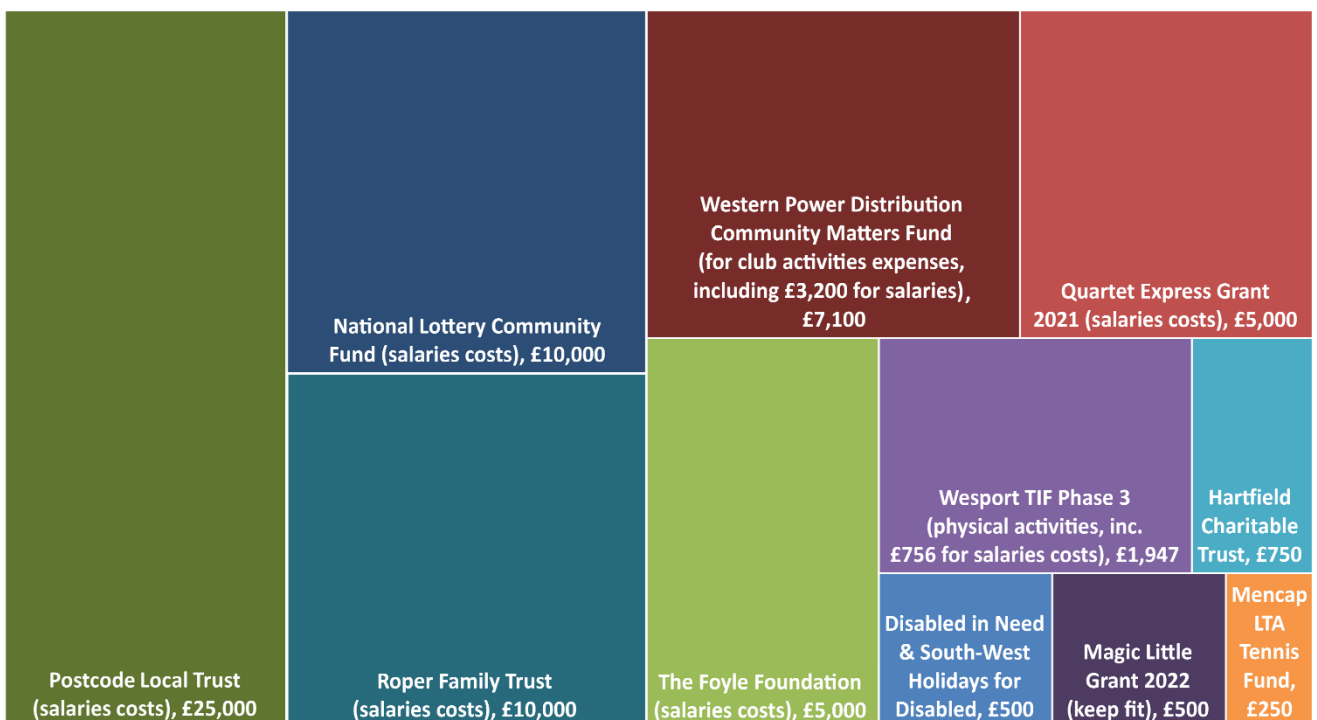 Postcode Local Trust
(salaries costs), £25,000
National Lottery Community
Fund (salaries costs), £10,000
Roper Family Trust
(salaries costs), £10,000
Western Power Distribution
Community Matters Fund
(for club activities expenses,
including £3,200 for salaries),
£7,100
Quartet Express Grant
2021 (salaries costs), £5,000
The Foyle Foundation
(salaries costs), £5,000
Wesport TIF Phase 3
(physical activities, inc.
£756 for salaries costs), £1,947
Hartfield
Charitable
Trust, £750
Disabled in Need
& South-West
Holidays for
Disabled, £500
Magic Little
Grant 2022
(keep fit), £500
Mencap
LTA
Tennis
Fund,
£250